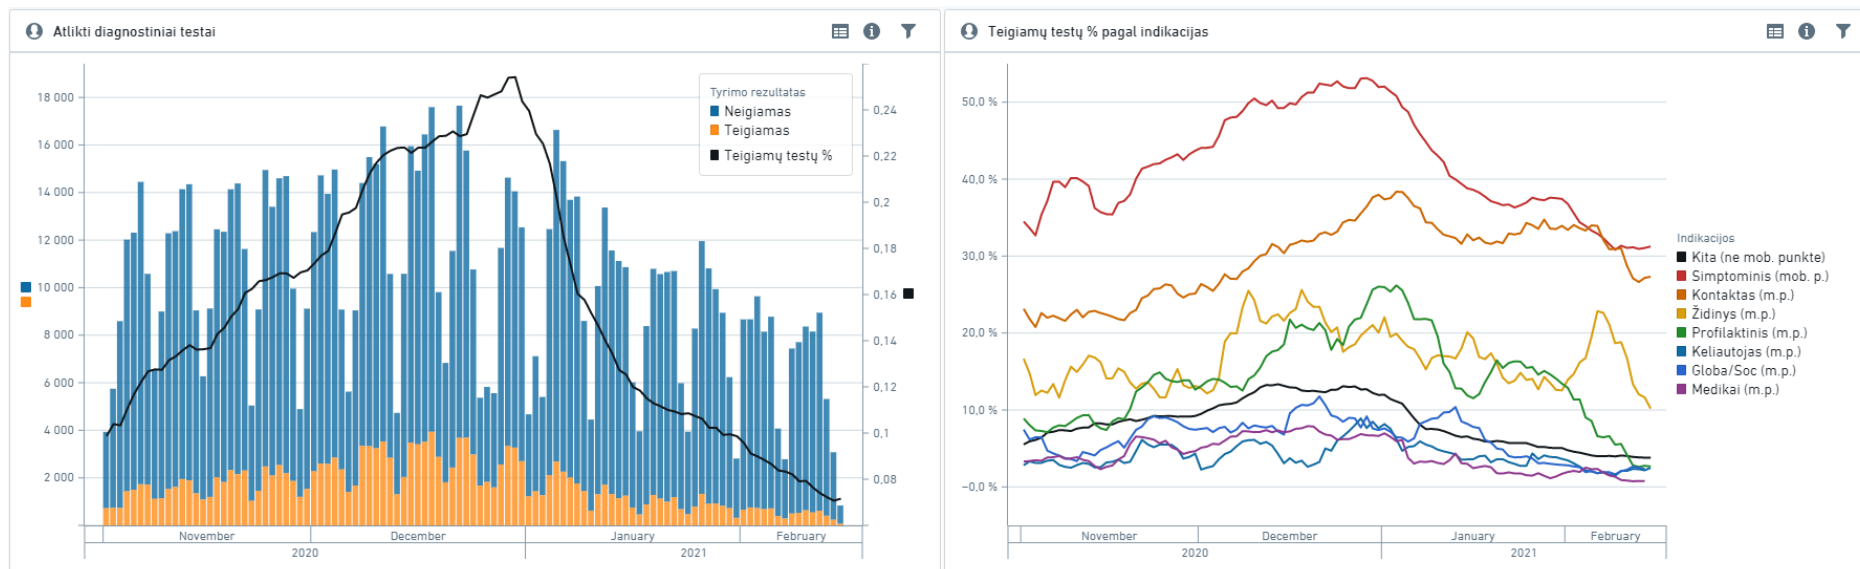 Atlikti diagnostiniai testai
18 000
16 000
14 000
12 000
10 000
8 000
6 000
4 000
2 000
Tyrimo rezultatas
Neigiamas
Teigiamas
Teigiamų testų %
0,24
0,22
0,2
0,18
0,16
0,14
0,12
0,1
0,08
November
December
January
February
2020
2021
Teigiamų testų % pagal indikacijas
50,0 %
40,0 %
30,0 %
20,0 %
10,0 %
−0,0 %
November
December
January
February
2020
2021
Indikacijos
Kita (ne mob. punkte)
Simptominis (mob. p.)
Kontaktas (m.p.)
Židinys (m.p.)
Profilaktinis (m.p.)
Keliautojas (m.p.)
Globa/Soc (m.p.)
Medikai (m.p.)